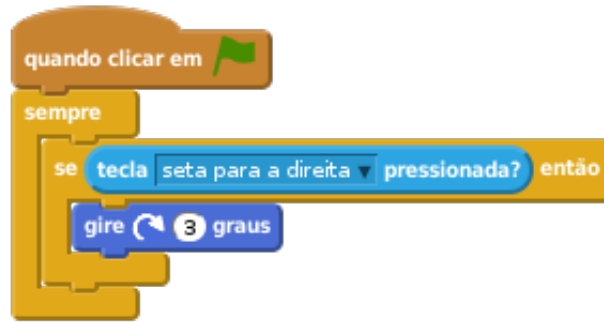 quando clicar em
sempre
se tecla seta para a direita pressionada? então
gire 3 graus